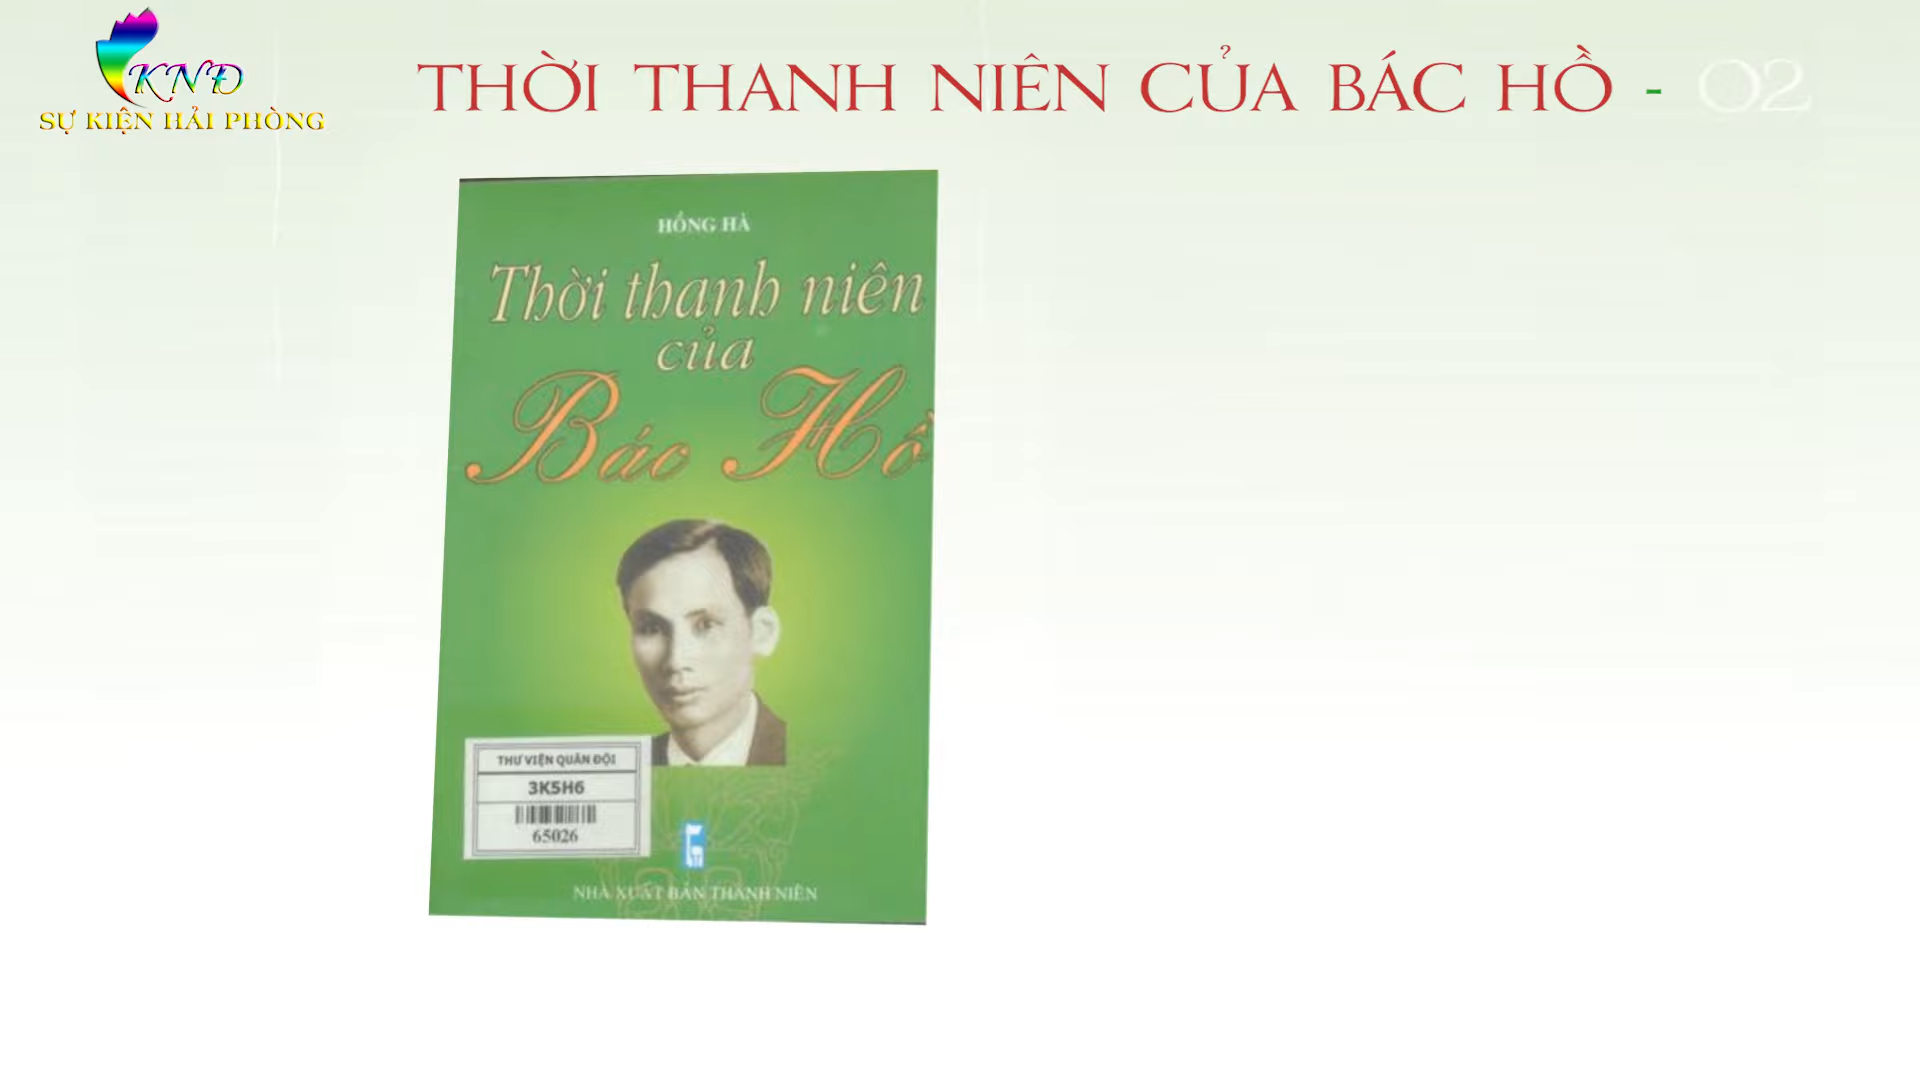 KNĐ
SỰ KIỆN HẢI PHÒNG
THỜI THANH NIÊN CỦA BÁC HỒ - 02
HỒNG HÀ
Thời thanh niên
của
Bác Hồ
THƯ VIỆN QUÂN ĐỘI
3K5H6
65026
NHÀ XUẤT BẢN THANH NIÊN